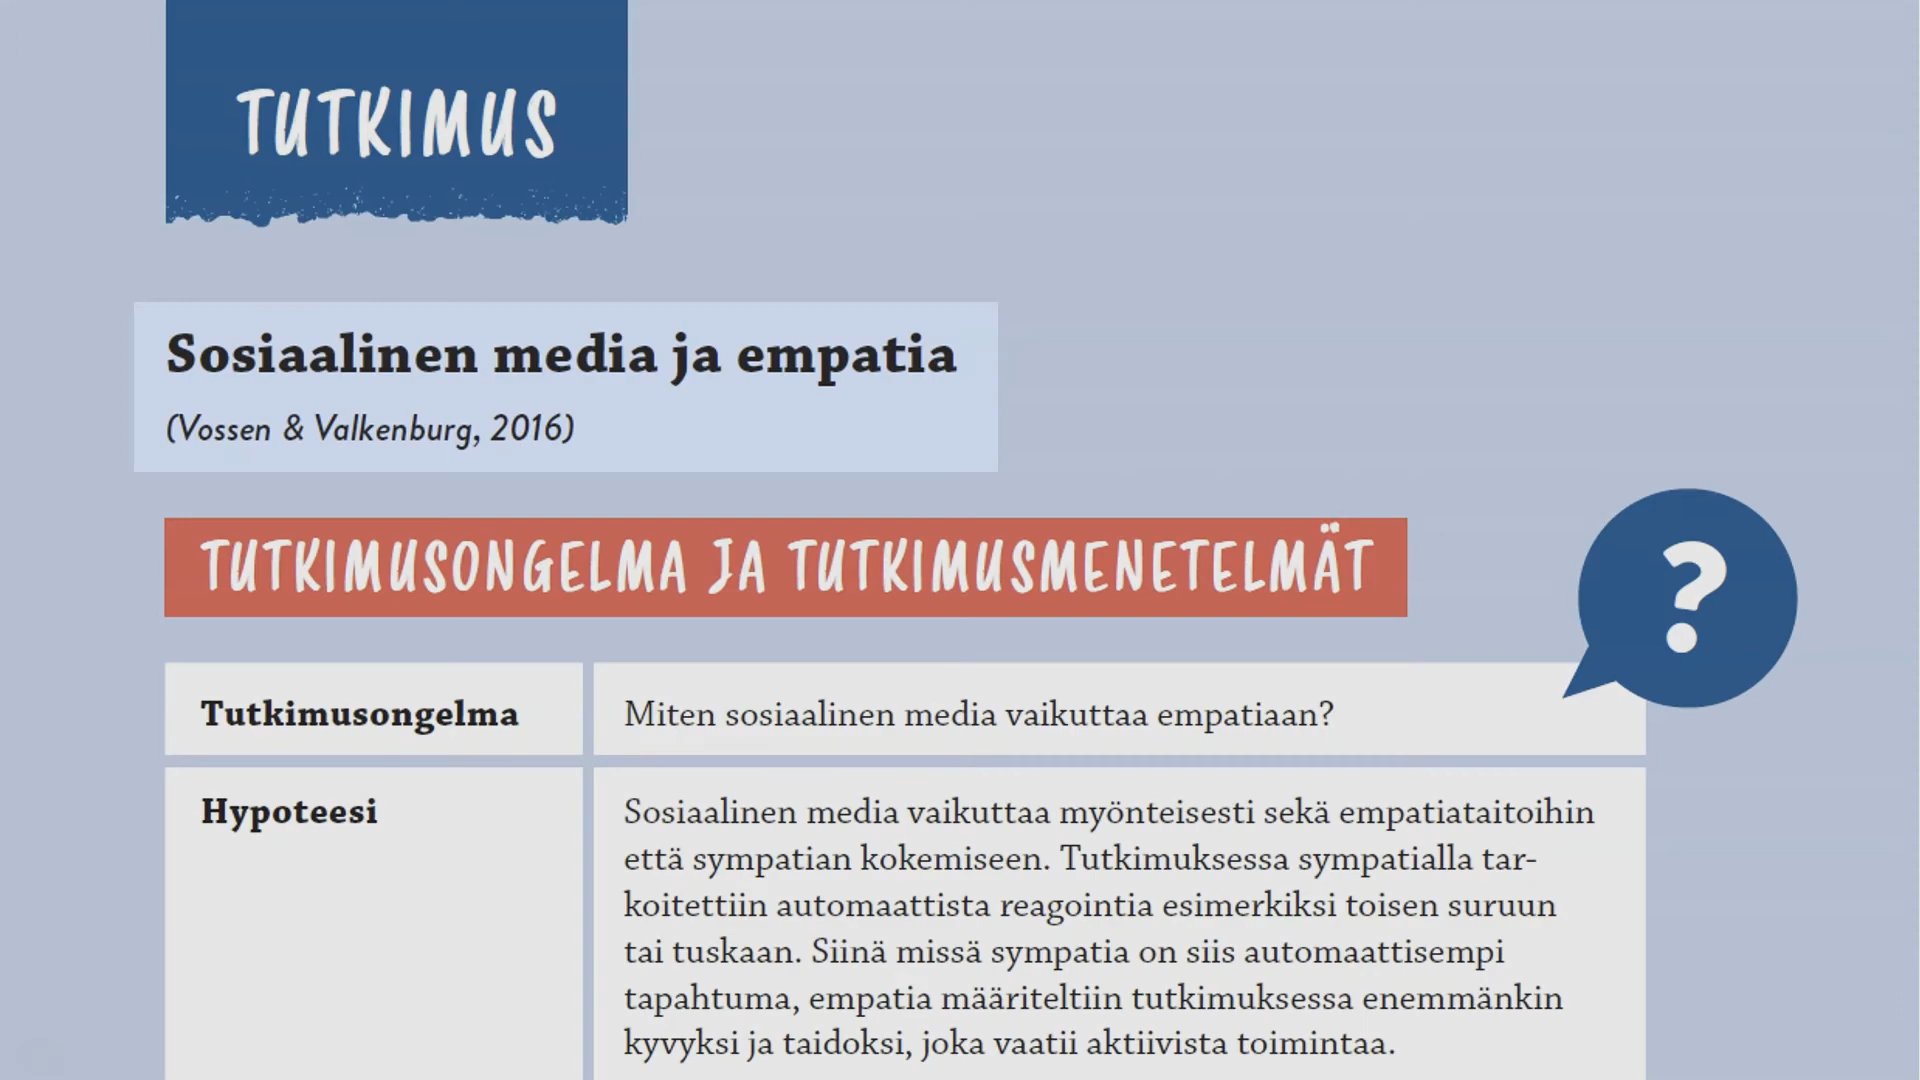 TUTKIMUS
Sosiaalinen media ja empatia
(Vossen & Valkenburg, 2016)
TUTKIMUSONGELMA JA TUTKIMUSMENETELMÄT
?
Tutkimusongelma
Miten sosiaalinen media vaikuttaa empatiaan?
Hypoteesi
Sosiaalinen media vaikuttaa myönteisesti sekä empatiataitoihin
että sympatian kokemiseen. Tutkimuksessa sympatialla tar-
koitettiin automaattista reagointia esimerkiksi toisen suruun
tai tuskaan. Siinä missä sympatia on siis automaattisempi
tapahtuma, empatia määriteltiin tutkimuksessa enemmänkin
kyvyksi ja taidoksi, joka vaatii aktiivista toimintaa.